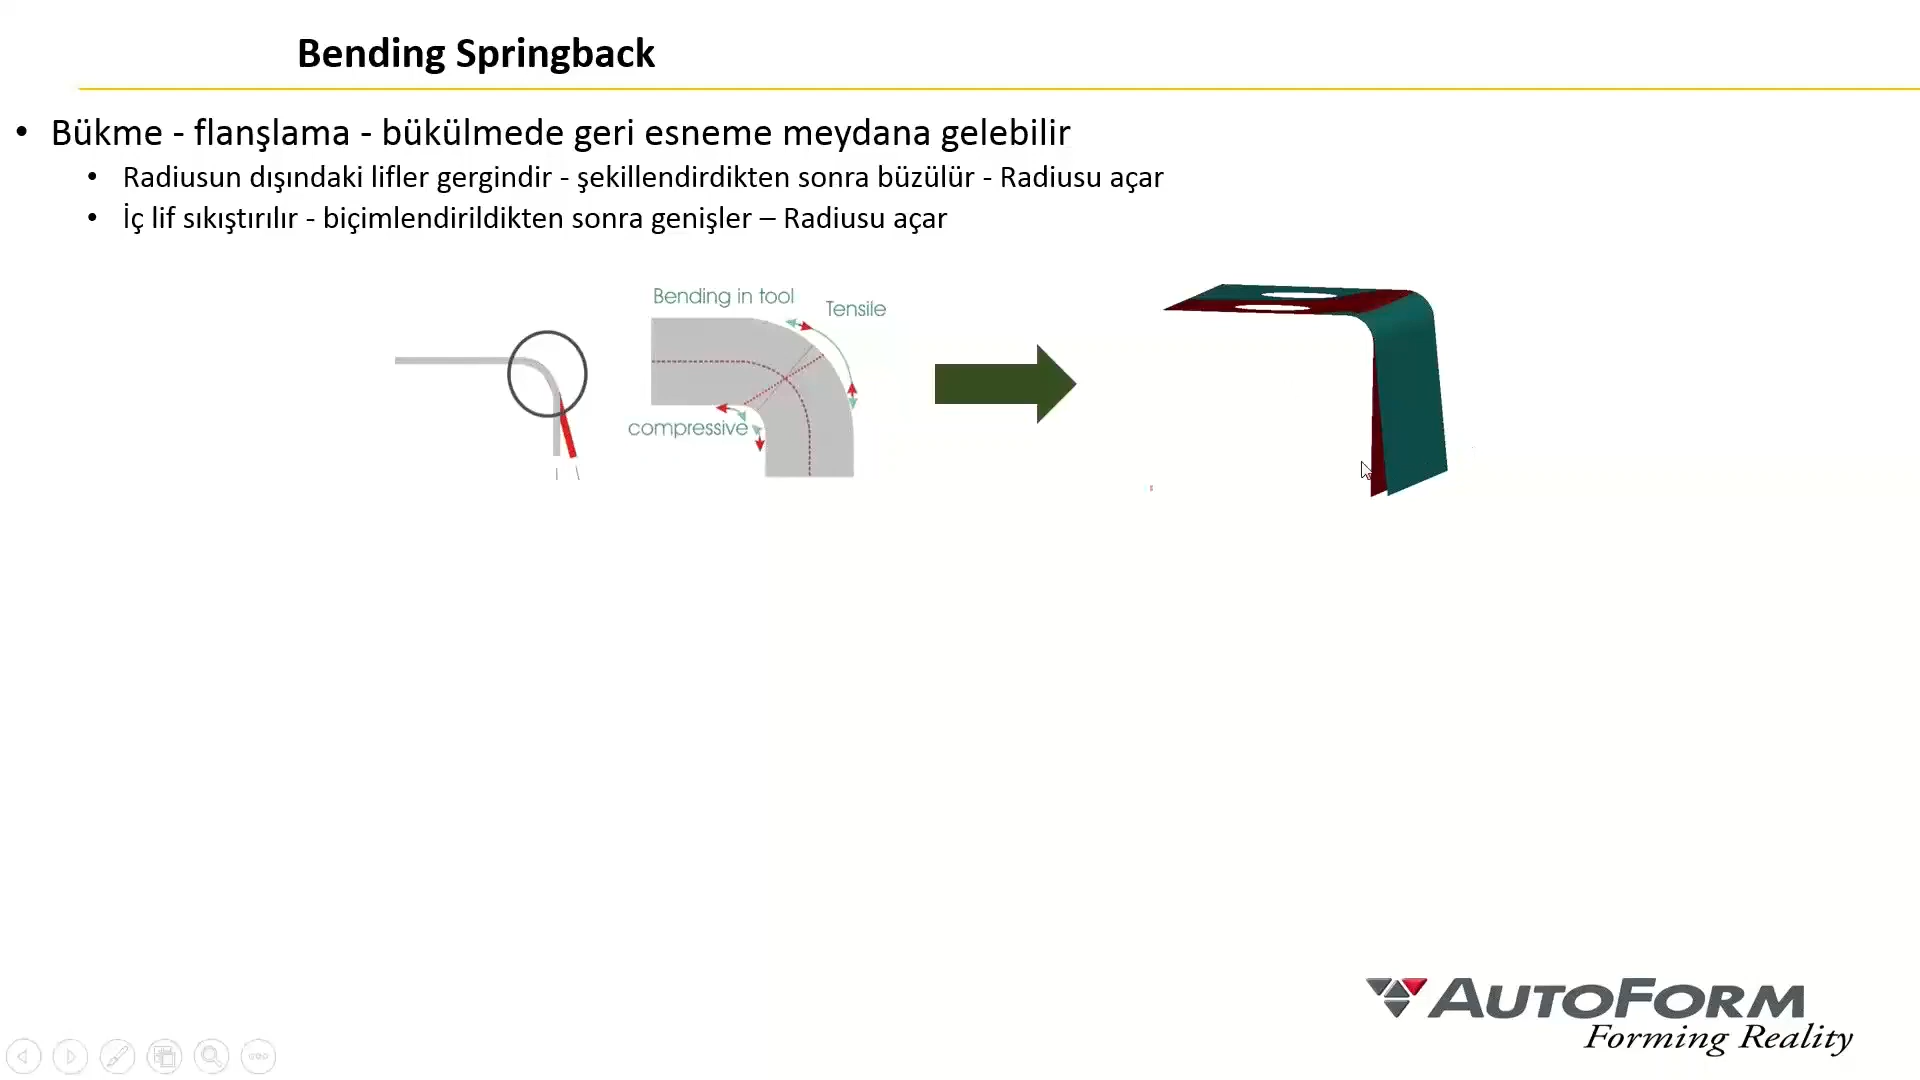 Bending Springback
• Bükme - flanşlama - bükülmede geri esneme meydana gelebilir
• Radiusun dışındaki lifler gergindir - şekillendirdikten sonra büzülür - Radiusu açar
• İç lif sıkıştırılır - biçimlendirildikten sonra genişler – Radiusu açar
Bending in tool
Tensile
compressive
AUTOFORM
Forming Reality